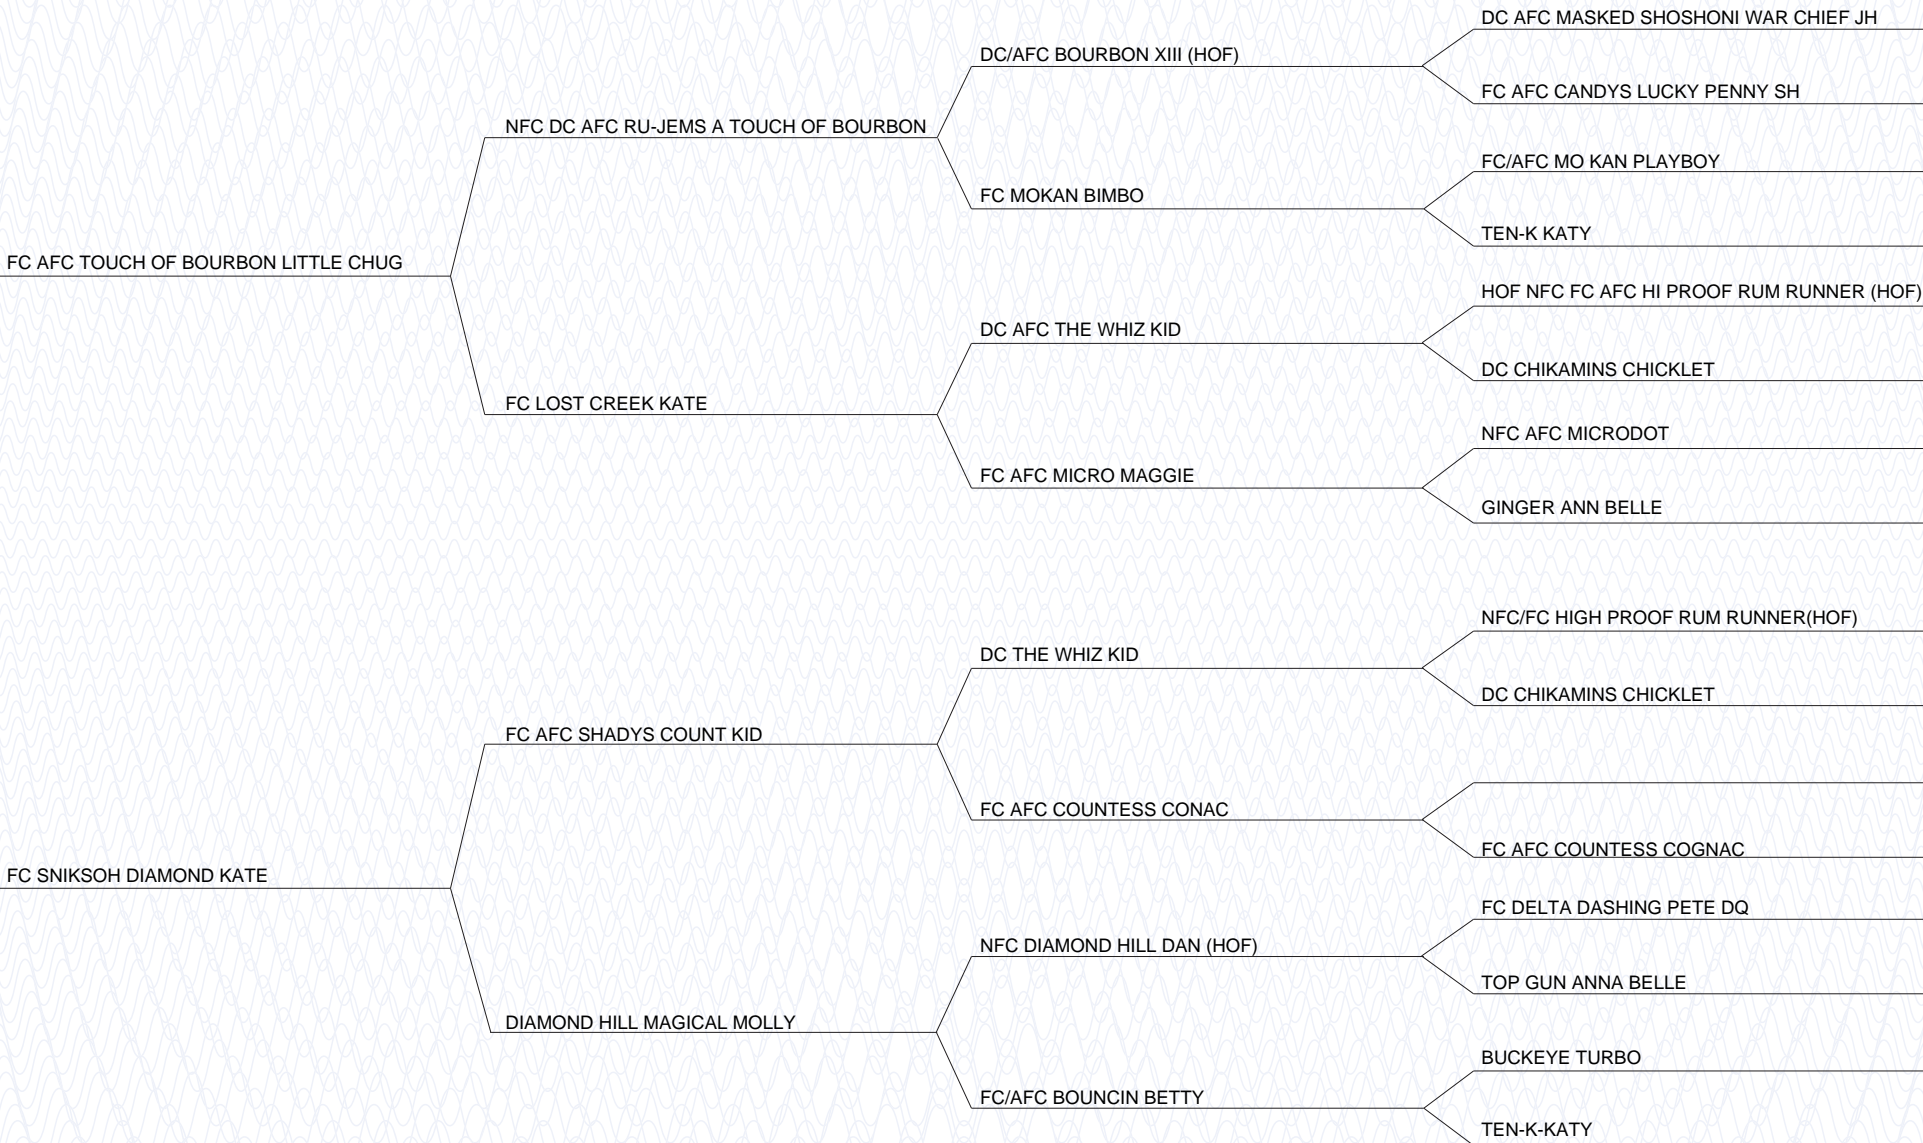 DC AFC MASKED SHOSHONI WAR CHIEF JH
DC/AFC BOURBON XIII (HOF)
FC AFC CANDYS LUCKY PENNY SH
NFC DC AFC RU-JEMS A TOUCH OF BOURBON
FC/AFC MO KAN PLAYBOY
FC MOKAN BIMBO
TEN-K KATY
FC AFC TOUCH OF BOURBON LITTLE CHUG
HOF NFC FC AFC HI PROOF RUM RUNNER (HOF)
DC AFC THE WHIZ KID
DC CHIKAMINS CHICKLET
FC LOST CREEK KATE
NFC AFC MICRODOT
FC AFC MICRO MAGGIE
GINGER ANN BELLE
NFC/FC HIGH PROOF RUM RUNNER(HOF)
DC THE WHIZ KID
DC CHIKAMINS CHICKLET
FC AFC SHADYS COUNT KID
FC AFC COUNTESS CONAC
FC AFC COUNTESS COGNAC
FC SNIKSOH DIAMOND KATE
FC DELTA DASHING PETE DQ
NFC DIAMOND HILL DAN (HOF)
TOP GUN ANNA BELLE
DIAMOND HILL MAGICAL MOLLY
BUCKEYE TURBO
FC/AFC BOUNCIN BETTY
TEN-K-KATY